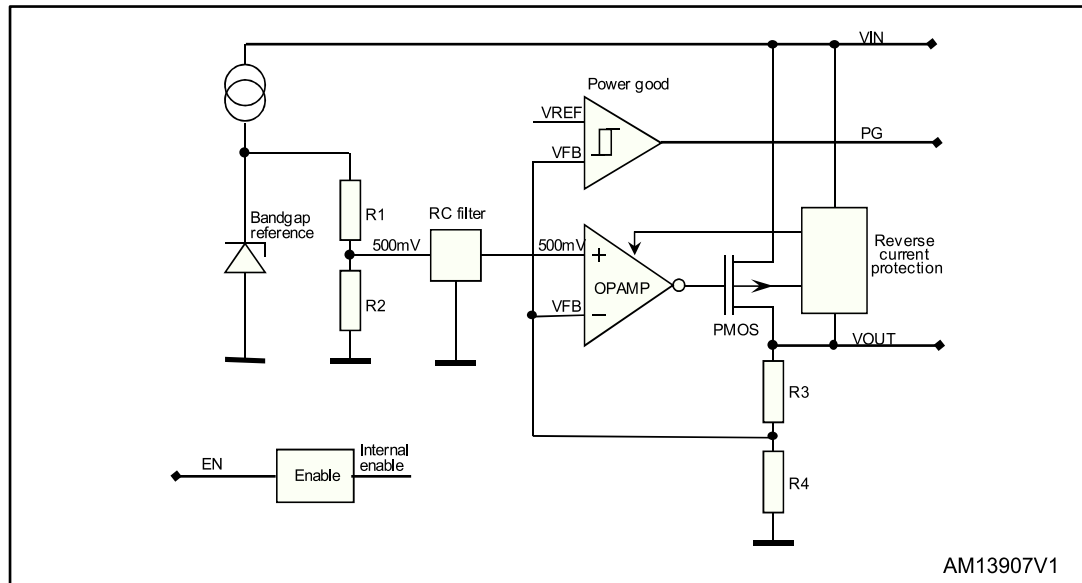 VIN
Power good
VREF
PG
VFB
Bandgap
reference
R1
RC filter
500mV
500mV
+
OPAMP
Reverse
current
protection
R2
VFB
−
PMOS
VOUT
R3
EN
Enable
Internal
enable
R4
AM13907V1